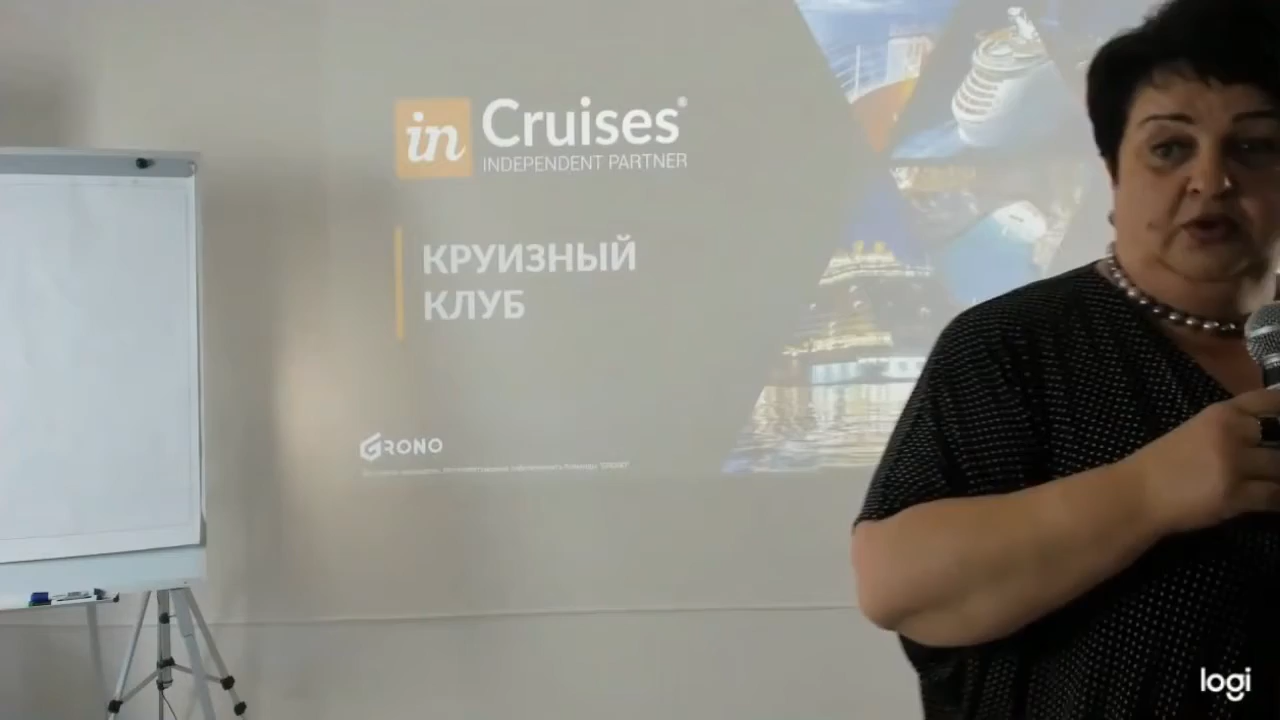 in Cruises®
INDEPENDENT PARTNER
КРУИЗНЫЙ
КЛУБ
GRONO
logi